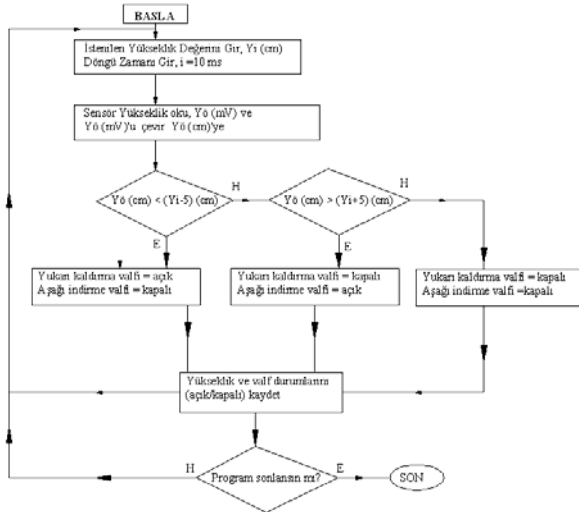 BASLA
İstenilen Yükseklik Değerini Gir, Yi (cm)
Döngü Zamanı Gir, i =10 ms
Sensör Yükseklik oku, Yö (mV) ve
Yö (mV)'u çevir Yö (cm)'ye
Yö (cm) < (Yi-5) (cm)
H
Yö (cm) > (Yi+5) (cm)
H
E
E
Yukarı kaldırma valfi = açık
Aşağı indirme valfi = kapalı
Yukarı kaldırma valfi = kapalı
Aşağı indirme valfi = açık
Yukarı kaldırma valfi = kapalı
Aşağı indirme valfi =kapalı
Yükseklik ve valf durumlarını
(açık/kapalı) kaydet
H
Program sonlansın mı?
E
SON